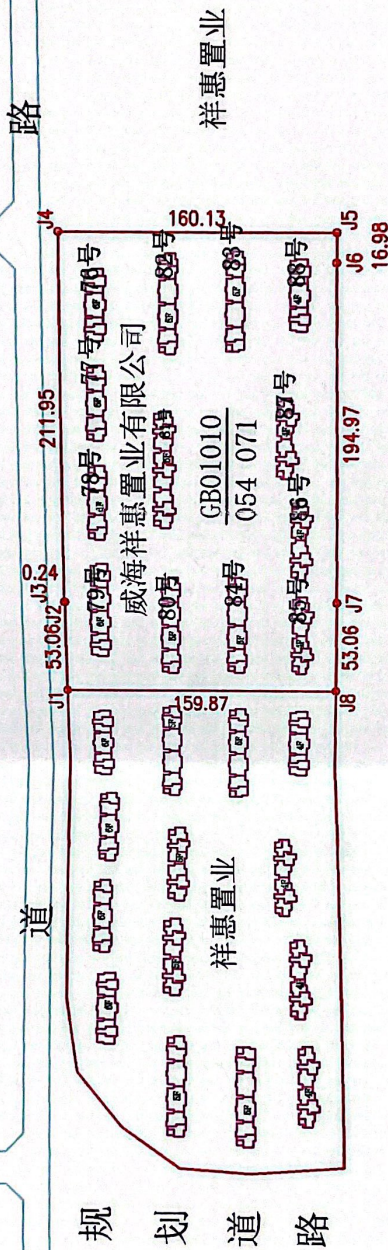 道
路
规
划
道
路
祥惠置业
祥惠置业
威海祥惠置业有限公司
GB01010
054 071
J1
53.06
J2
J3
0.24
211.95
J4
160.13
J5
16.98
J6
194.97
J7
53.06
J8
159.87
79号
78号
77号
76号
80号
81号
82号
84号
83号
85号
86号
87号
88号